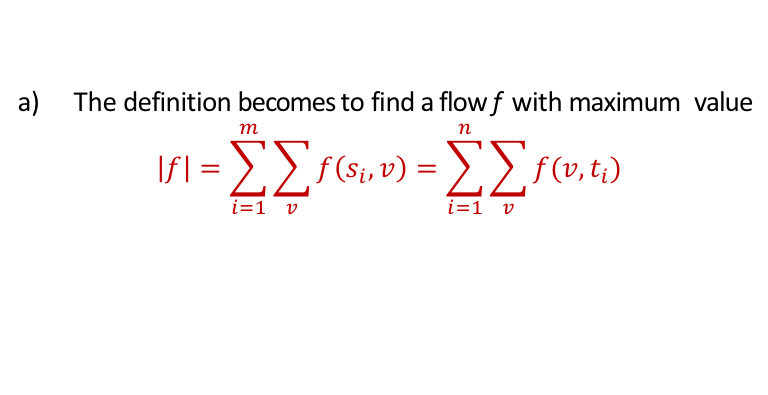 a) The definition becomes to find a flow f with maximum value
|f| = ∑_{i=1}^{m} ∑_{v} f(s_i, v) = ∑_{i=1}^{n} ∑_{v} f(v, t_i)